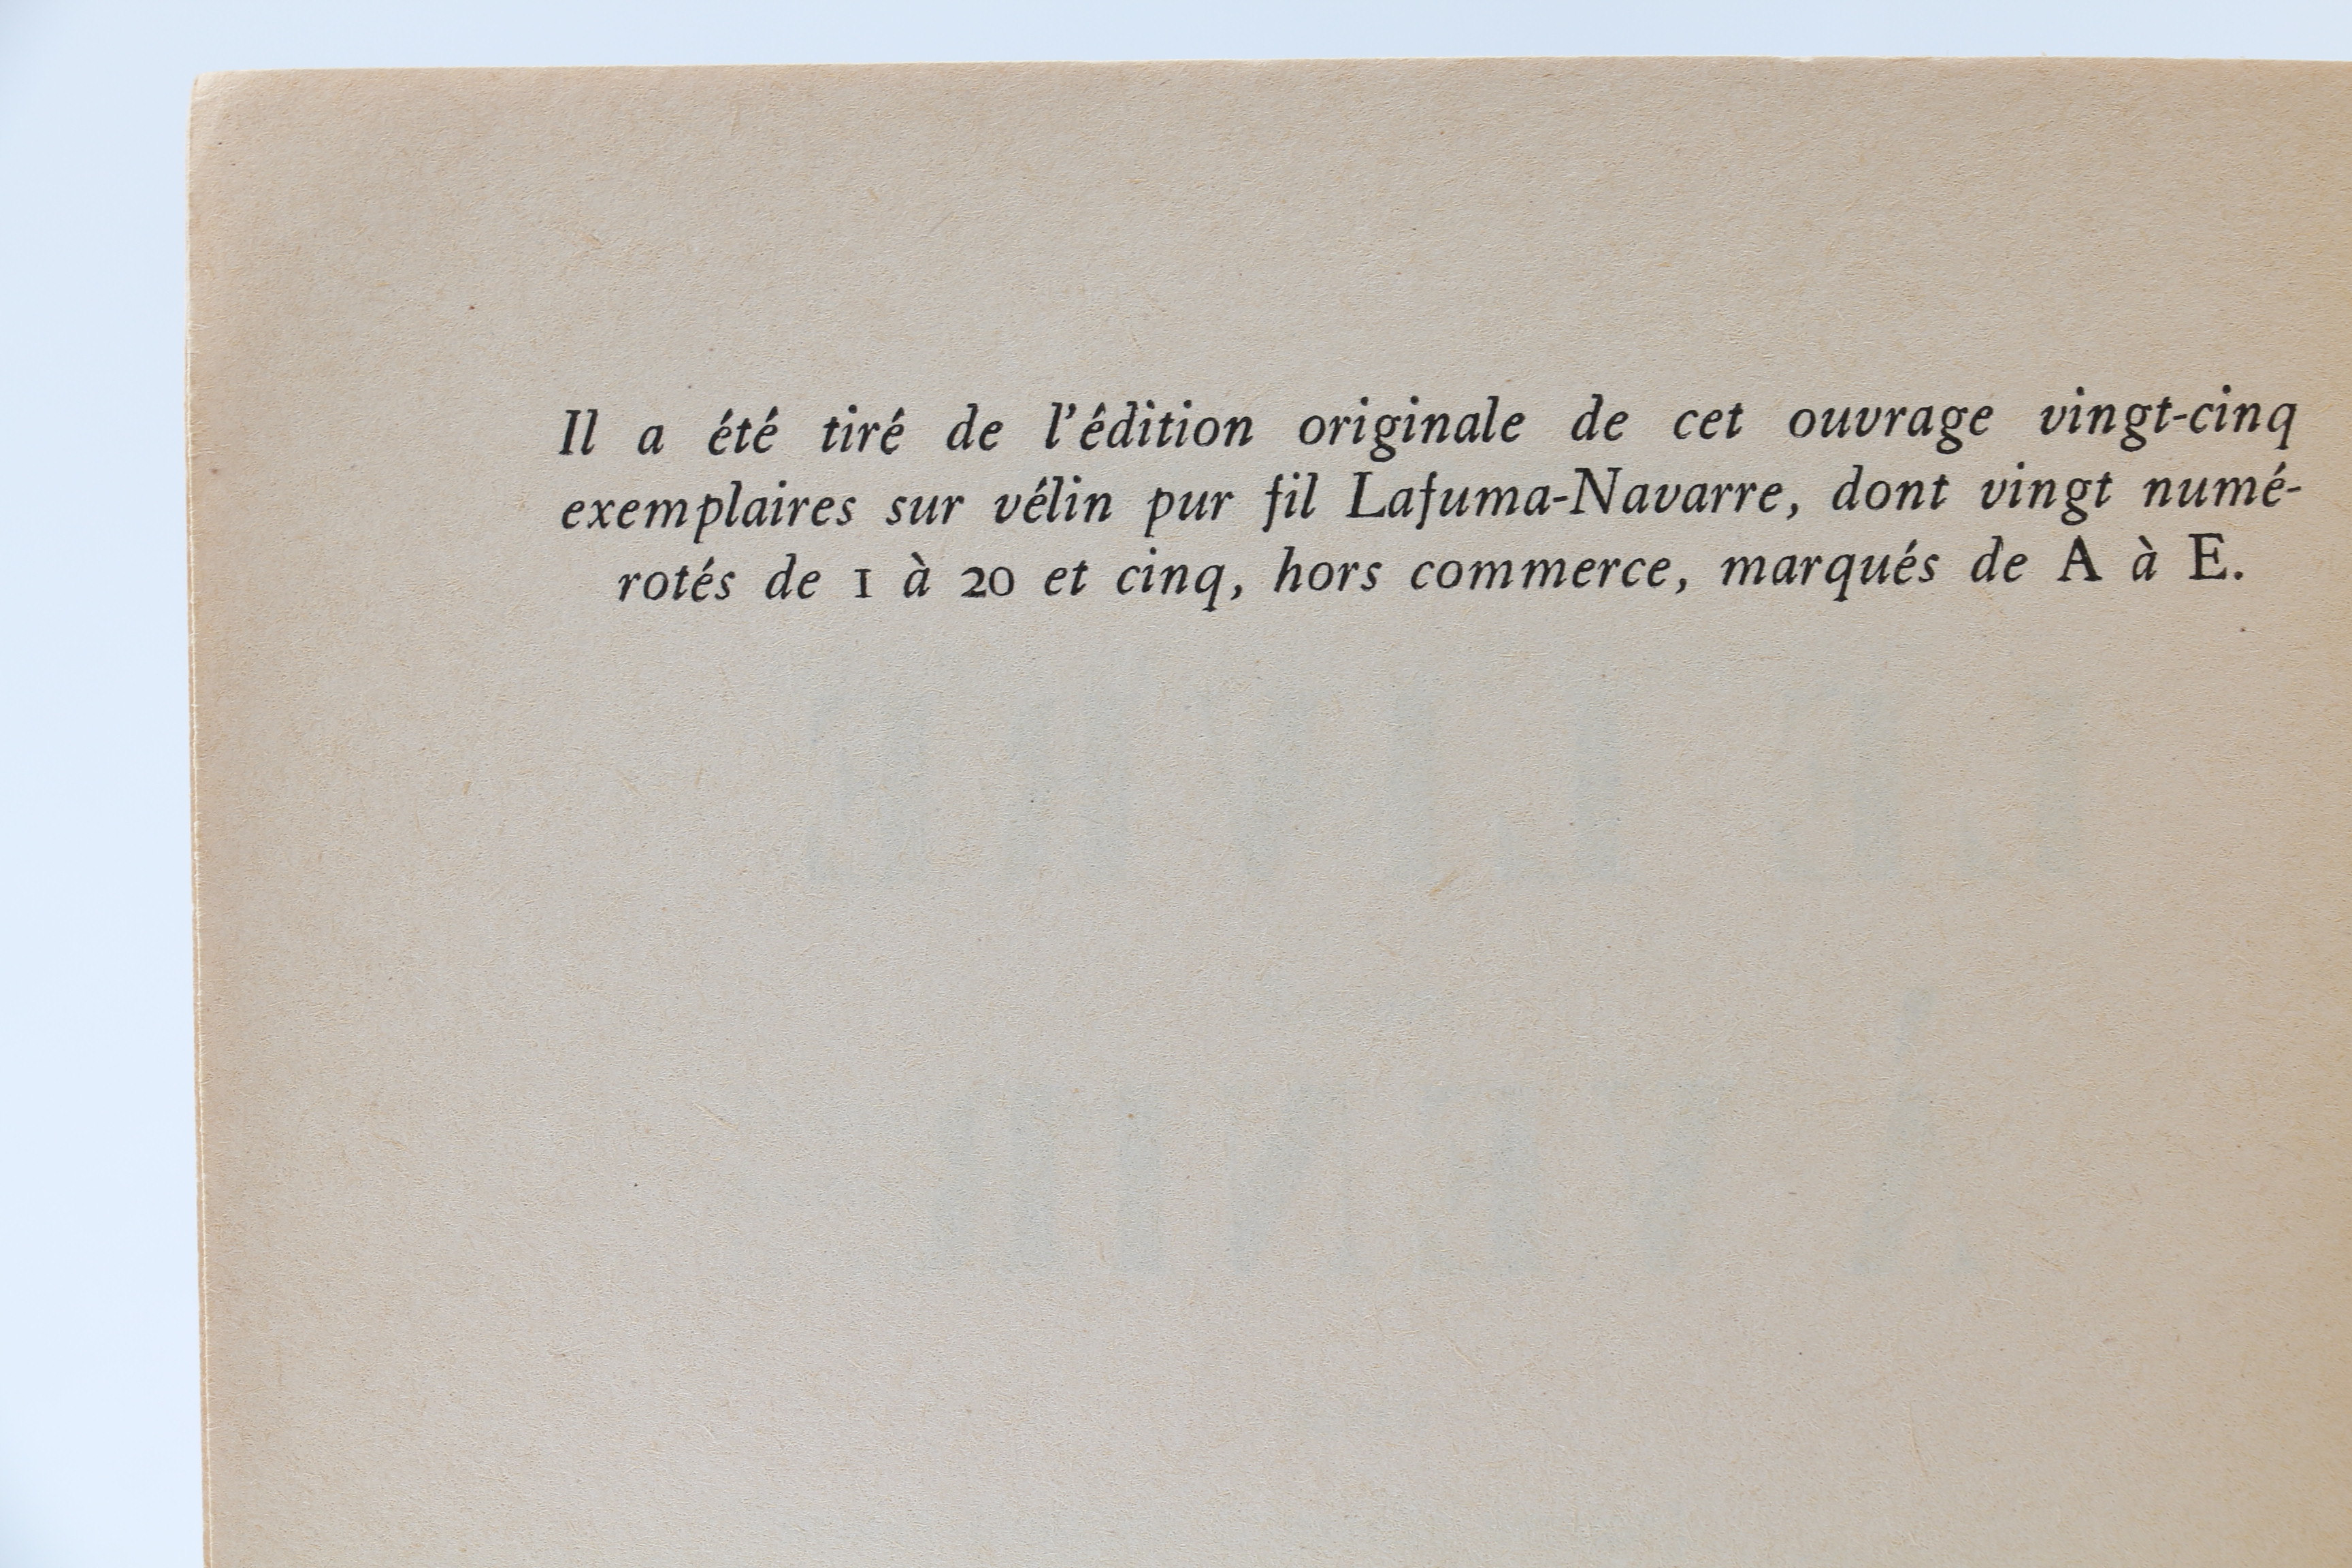 Il a été tiré de l'édition originale de cet ouvrage vingt-cinq
exemplaires sur vélin pur fil Lafuma-Navarre, dont vingt numé-
rotés de 1 à 20 et cinq, hors commerce, marqués de A à E.